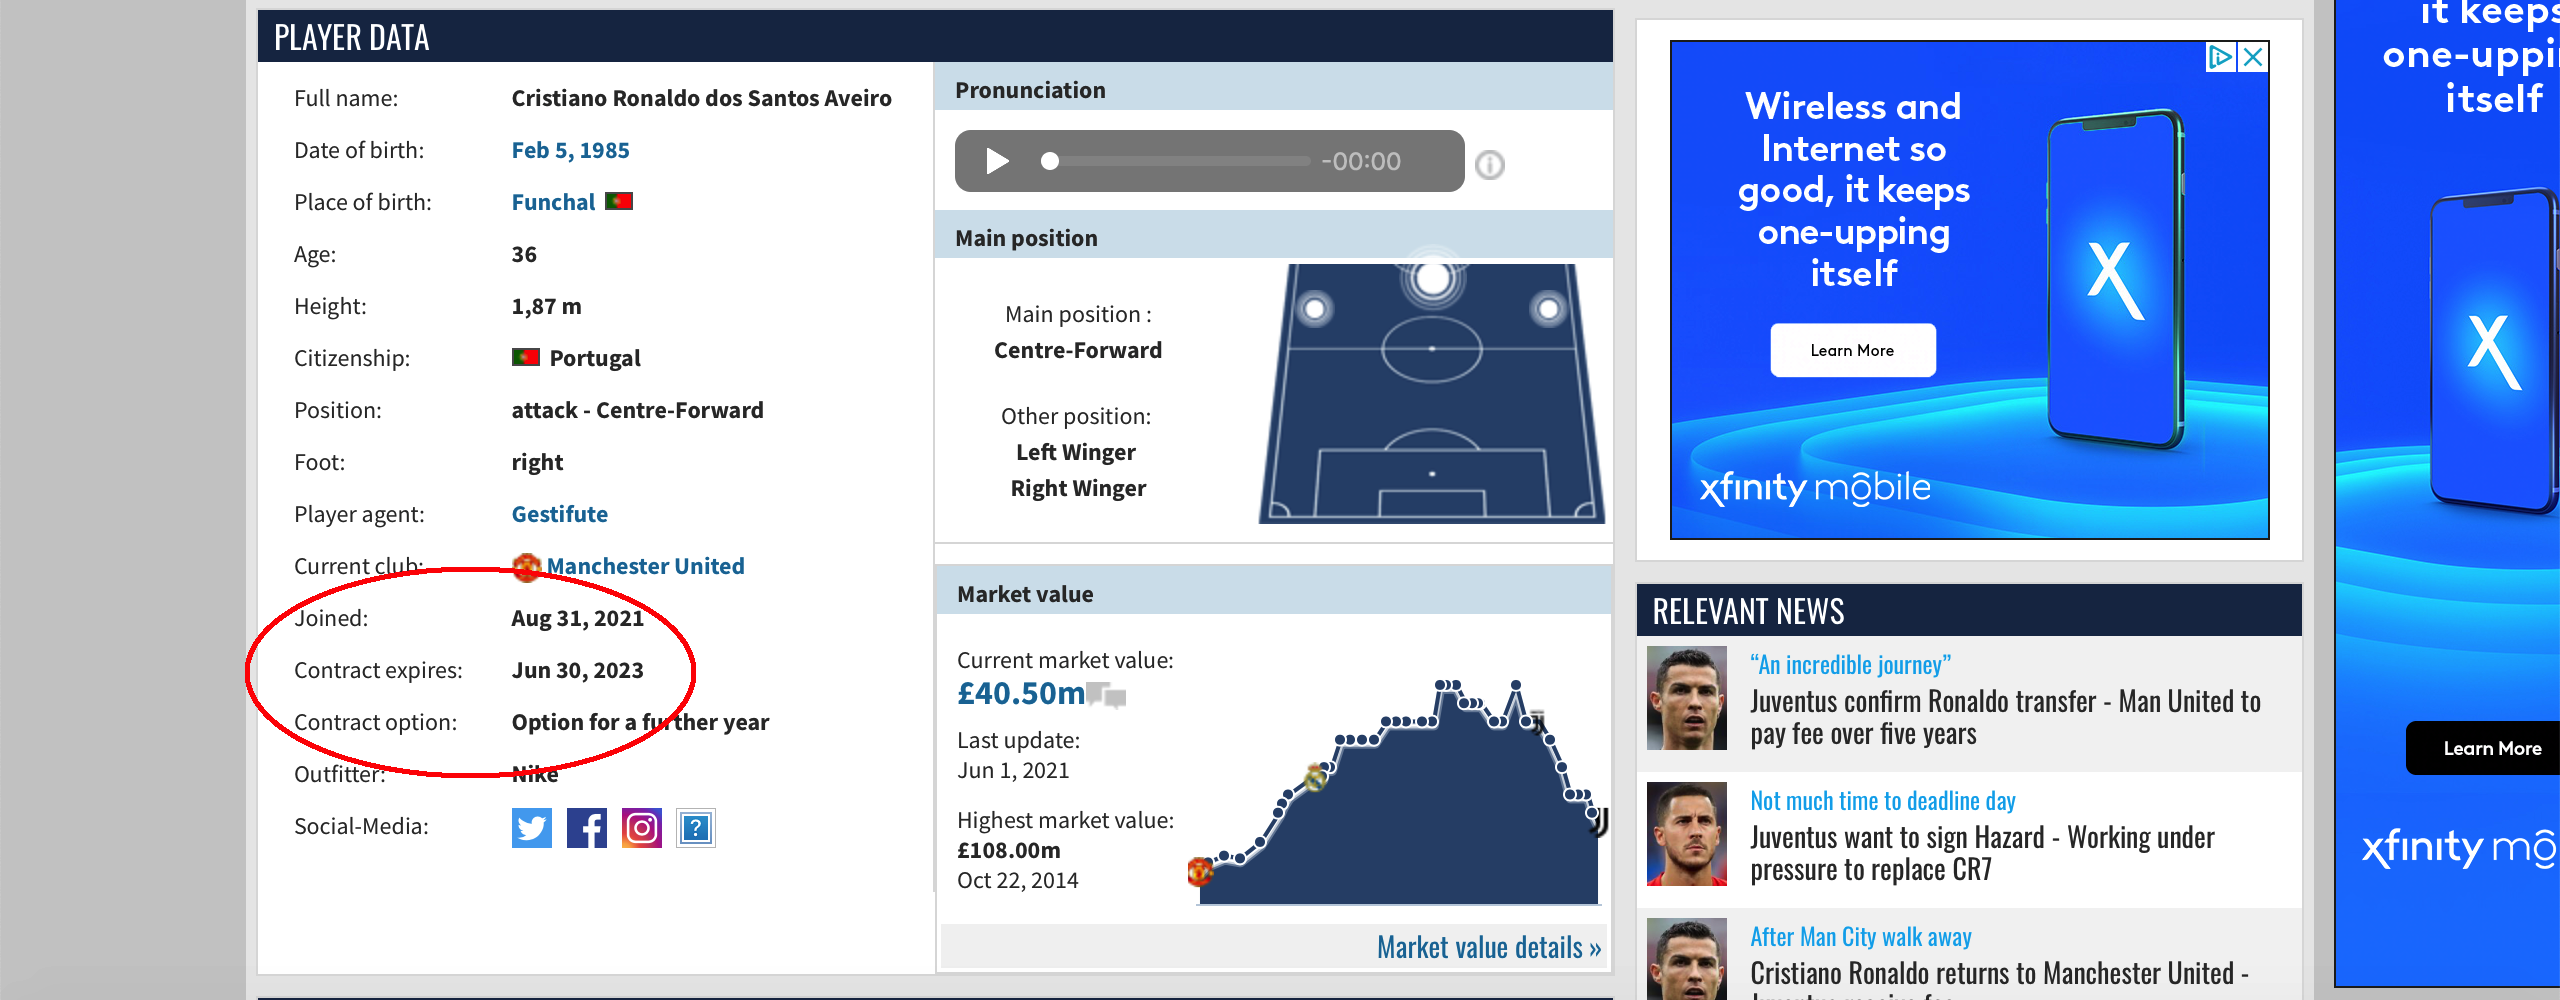 PLAYER DATA
Full name: Cristiano Ronaldo dos Santos Aveiro
Date of birth: Feb 5, 1985
Place of birth: Funchal
Age: 36
Height: 1,87 m
Citizenship: Portugal
Position: attack - Centre-Forward
Foot: right
Player agent: Gestifute
Current club: Manchester United
Joined: Aug 31, 2021
Contract expires: Jun 30, 2023
Contract option: Option for a further year
Outfitter: Nike
Social-Media:
Pronunciation
-00:00
Main position
Main position :
Centre-Forward
Other position:
Left Winger
Right Winger
Market value
Current market value:
£40.50m
Last update:
Jun 1, 2021
Highest market value:
£108.00m
Oct 22, 2014
Market value details »
Wireless and
Internet so
good, it keeps
one-upping
itself
Learn More
xfinity mobile
RELEVANT NEWS
“An incredible journey”
Juventus confirm Ronaldo transfer - Man United to
pay fee over five years
Not much time to deadline day
Juventus want to sign Hazard - Working under
pressure to replace CR7
After Man City walk away
Cristiano Ronaldo returns to Manchester United -
it keeps
one-uppi
itself
Learn More
xfinity mo